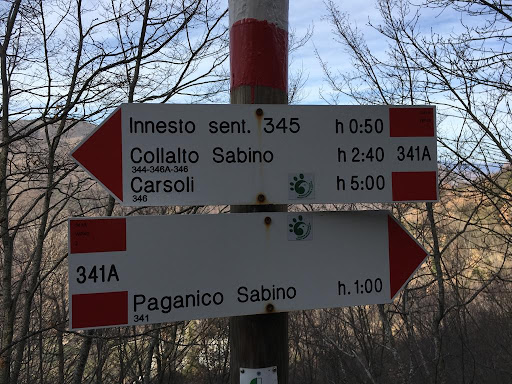 Innesto sent. 345 h 0:50
Collalto Sabino h 2:40 341A
344-346A-346
Carsoli h 5:00
346
341A
Paganico Sabino h. 1:00
341